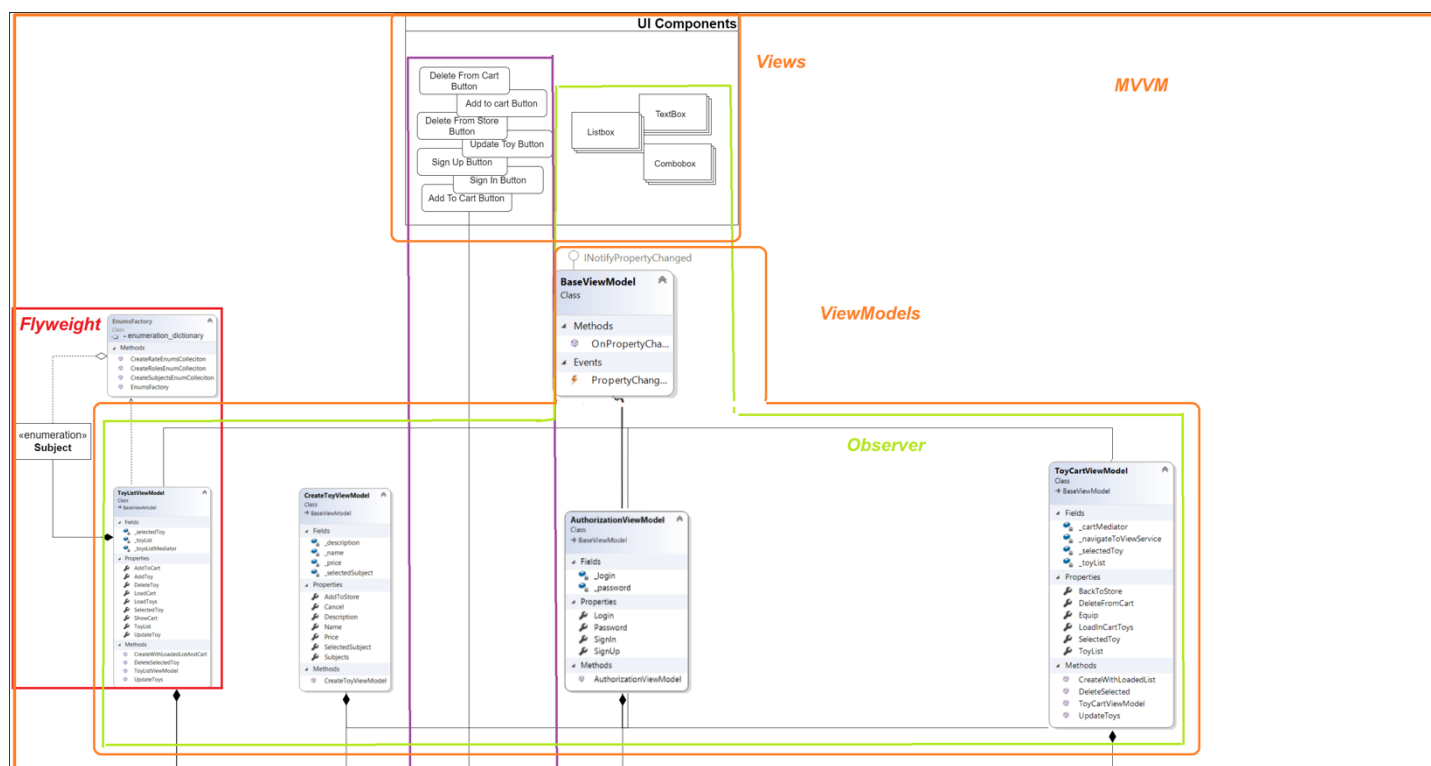 UI Components
Views
MVVM
Delete From Cart
Button
Add to cart Button
Delete From Store
Button
Update Toy Button
Sign Up Button
Sign In Button
Add To Cart Button
TextBox
Listbox
Combobox
INotifyPropertyChanged
BaseViewModel
Class
Methods
OnPropertyCha...
Events
PropertyChang...
ViewModels
Flyweight
EnumsFactory
Class
- enumeration_dictionary
Methods
CreateRateEnumsColleciton
CreateRolesEnumColleciton
CreateSubjectsEnumColleciton
EnumsFactory
«enumeration»
Subject
Observer
ToyListViewModel
Class
BaseViewModel
Fields
_selectedToy
_toyList
_toysListMediator
Properties
AddToCart
AddToy
DeleteToy
LoadCart
LoadToys
SelectedToy
ShowCart
ToyList
UpdateToy
Methods
CreateWithLoadedListAndCart
DeleteSelectedToy
ToyListViewModel
UpdateToys
CreateToyViewModel
Class
BaseViewModel
Fields
_description
_name
_price
_selectedSubject
Properties
AddToStore
Cancel
Description
Name
Price
SelectedSubject
Subjects
Methods
CreateToyViewModel
AuthorizationViewModel
Class
BaseViewModel
Fields
_login
_password
Properties
Login
Password
SignIn
SignUp
Methods
AuthorizationViewModel
ToyCartViewModel
Class
BaseViewModel
Fields
_cartMediator
_navigateToViewService
_selectedToy
_toyList
Properties
BackToStore
DeleteFromCart
Equip
LoadInCartToys
SelectedToy
ToyList
Methods
CreateWithLoadedList
DeleteSelected
ToyCartViewModel
UpdateToys